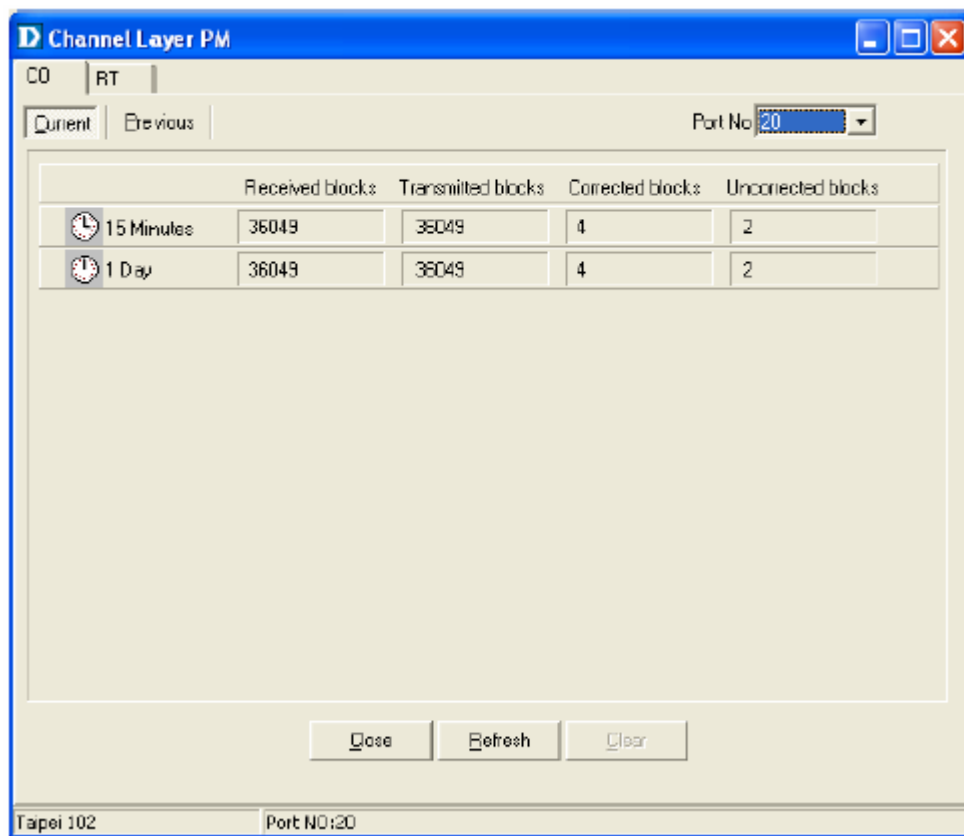 D Channel Layer PM
CO RT
Current Previous Port No 20
Received blocks Transmitted blocks Corrected blocks Uncorrected blocks
15 Minutes 36049 36049 4 2
1 Day 36049 36049 4 2
Close Refresh Clear
Taipei 102 Port NO:20